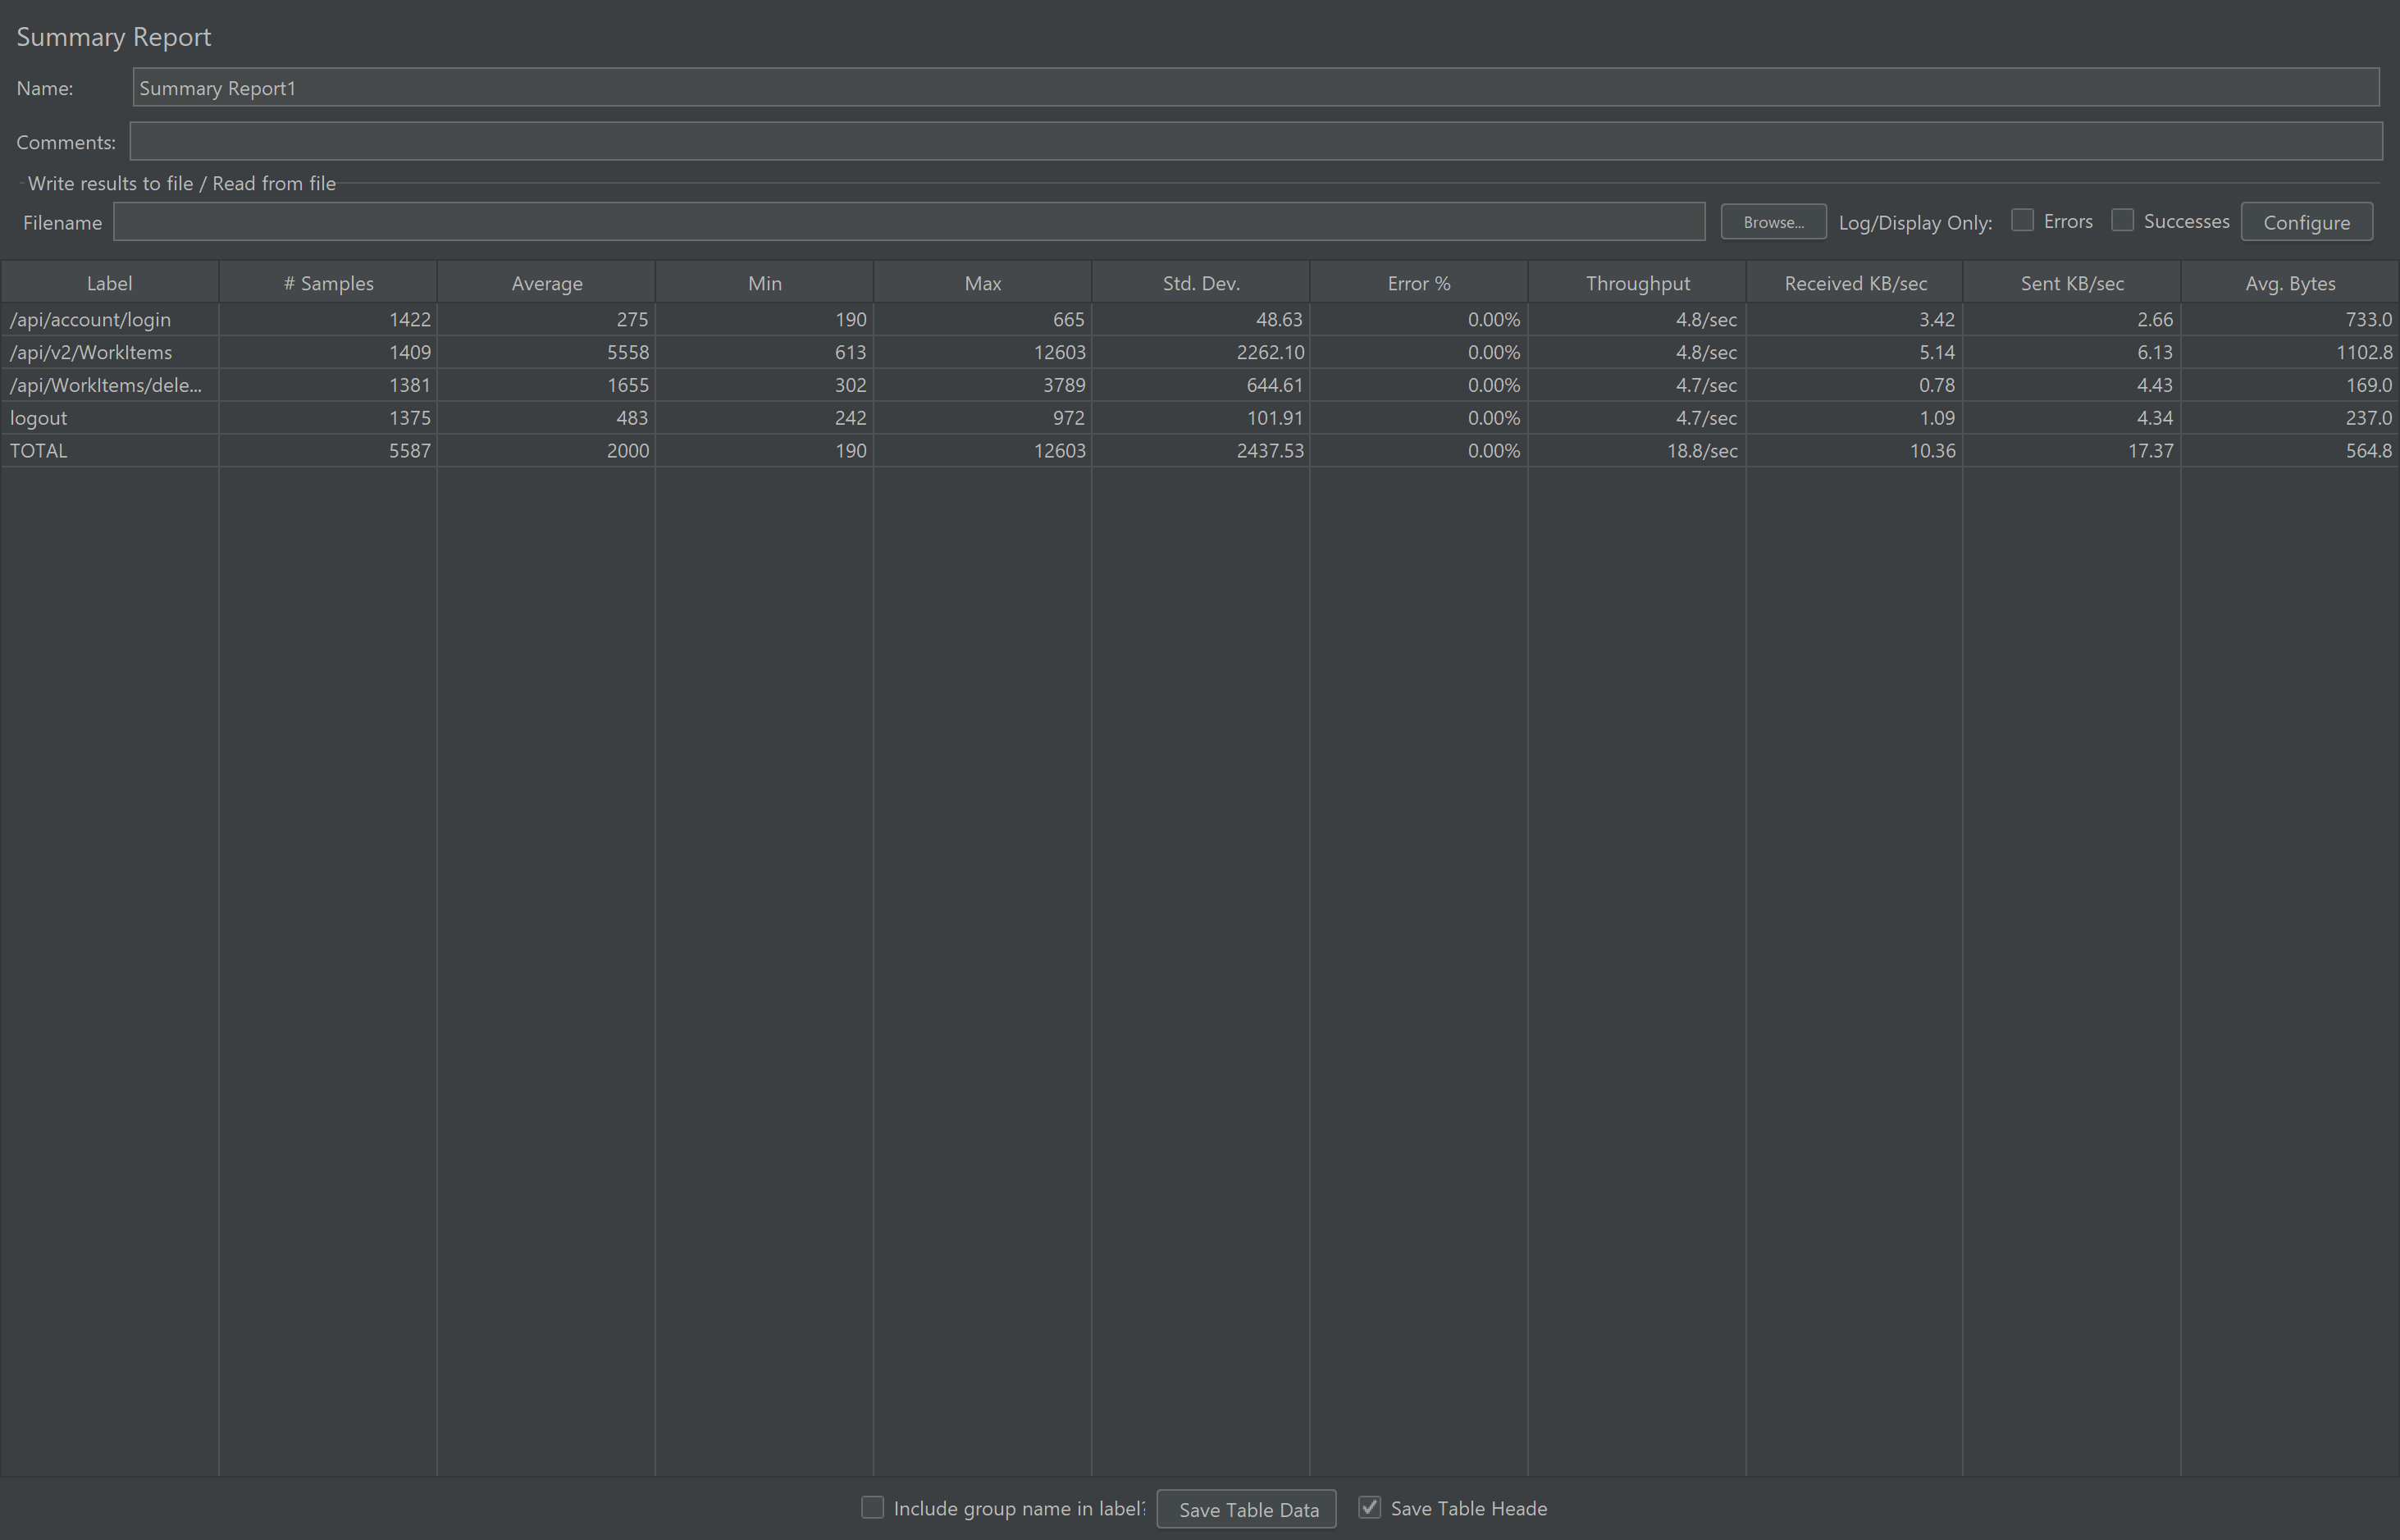 Summary Report
Name: Summary Report1
Comments:
Write results to file / Read from file
Filename Browse... Log/Display Only: Errors Successes Configure
Label # Samples Average Min Max Std. Dev. Error % Throughput Received KB/sec Sent KB/sec Avg. Bytes
/api/account/login 1422 275 190 665 48.63 0.00% 4.8/sec 3.42 2.66 733.0
/api/v2/WorkItems 1409 5558 613 12603 2262.10 0.00% 4.8/sec 5.14 6.13 1102.8
/api/WorkItems/dele... 1381 1655 302 3789 644.61 0.00% 4.7/sec 0.78 4.43 169.0
logout 1375 483 242 972 101.91 0.00% 4.7/sec 1.09 4.34 237.0
TOTAL 5587 2000 190 12603 2437.53 0.00% 18.8/sec 10.36 17.37 564.8
Include group name in label? Save Table Data Save Table Heade